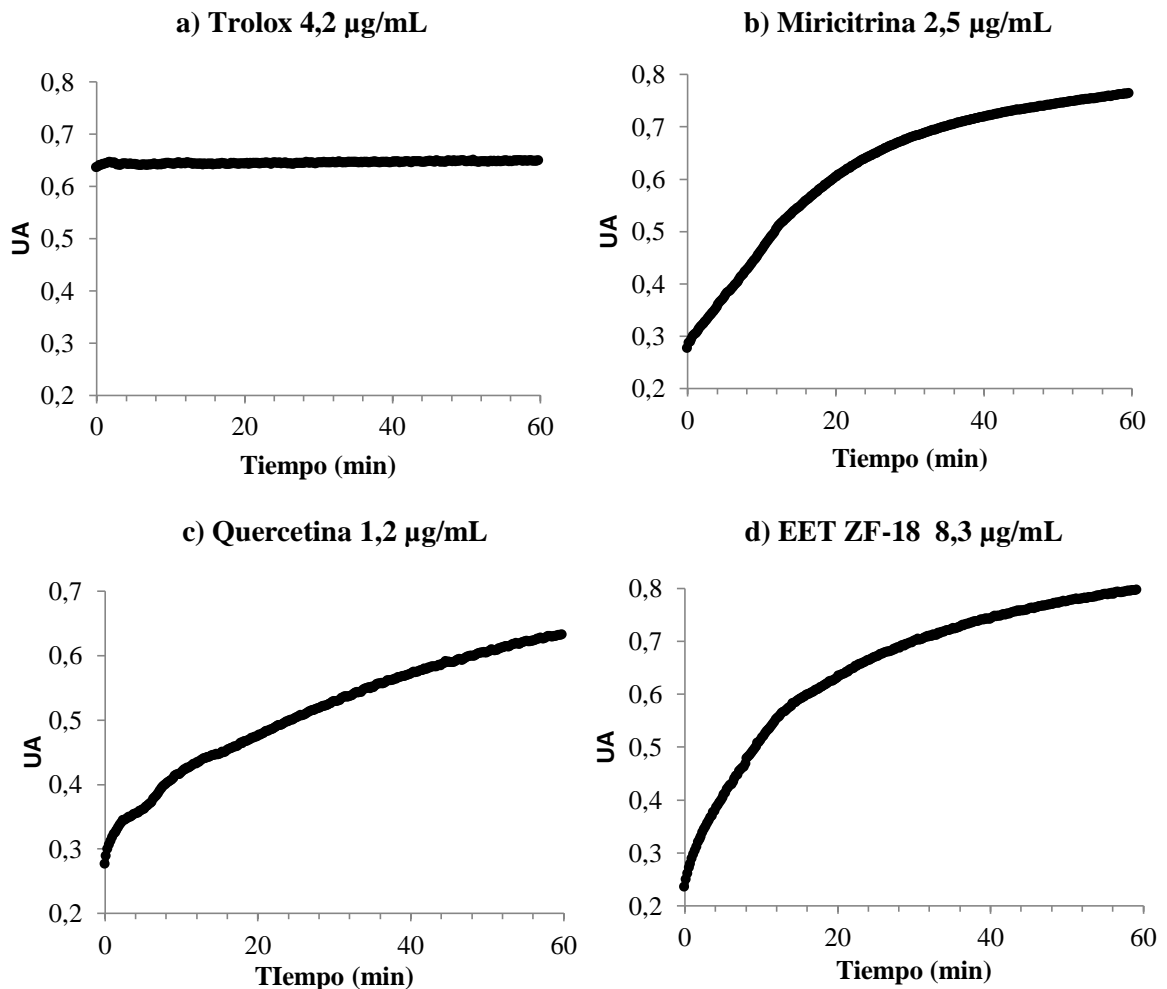 a) Trolox 4,2 µg/mL
0,8
0,7
0,6
0,5
0,4
0,3
0,2
UA
0 20 40 60
Tiempo (min)
b) Miricitrina 2,5 µg/mL
0,8
0,7
0,6
0,5
0,4
0,3
0,2
UA
0 20 40 60
Tiempo (min)
c) Quercetina 1,2 µg/mL
0,7
0,6
0,5
0,4
0,3
0,2
UA
0 20 40 60
TIempo (min)
d) EET ZF-18 8,3 µg/mL
0,8
0,7
0,6
0,5
0,4
0,3
0,2
UA
0 20 40 60
Tiempo (min)